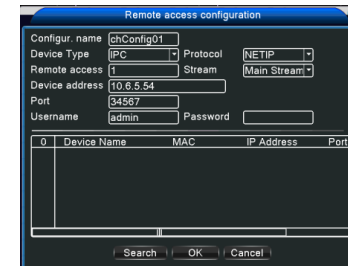 Remote access configuration
Configur. name chConfig01
Device Type IPC Protocol NETIP
Remote access 1 Stream Main Stream
Device address 10.6.5.54
Port 34567
Username admin Password
0 Device Name MAC IP Address Port
Search OK Cancel